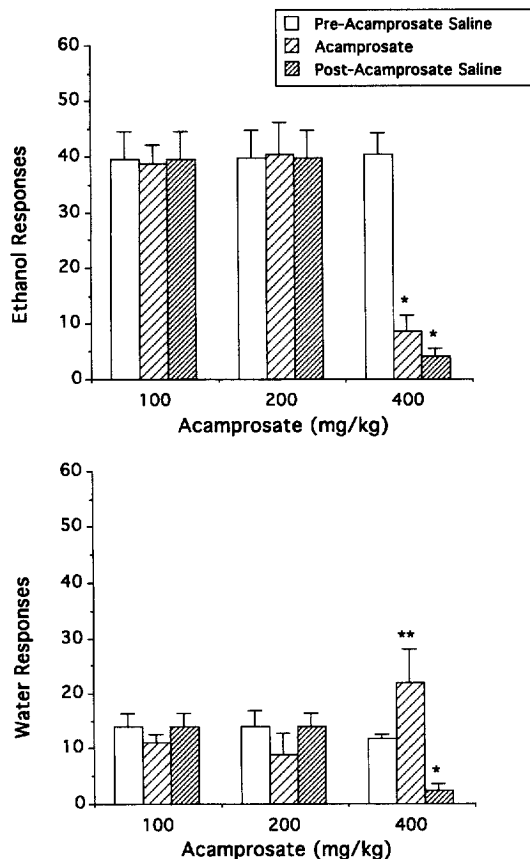 Pre-Acamprosate Saline
Acamprosate
Post-Acamprosate Saline
60
50
40
30
20
10
0
Ethanol Responses
*
*
100 200 400
Acamprosate (mg/kg)
60
50
40
30
20
10
0
Water Responses
**
*
100 200 400
Acamprosate (mg/kg)